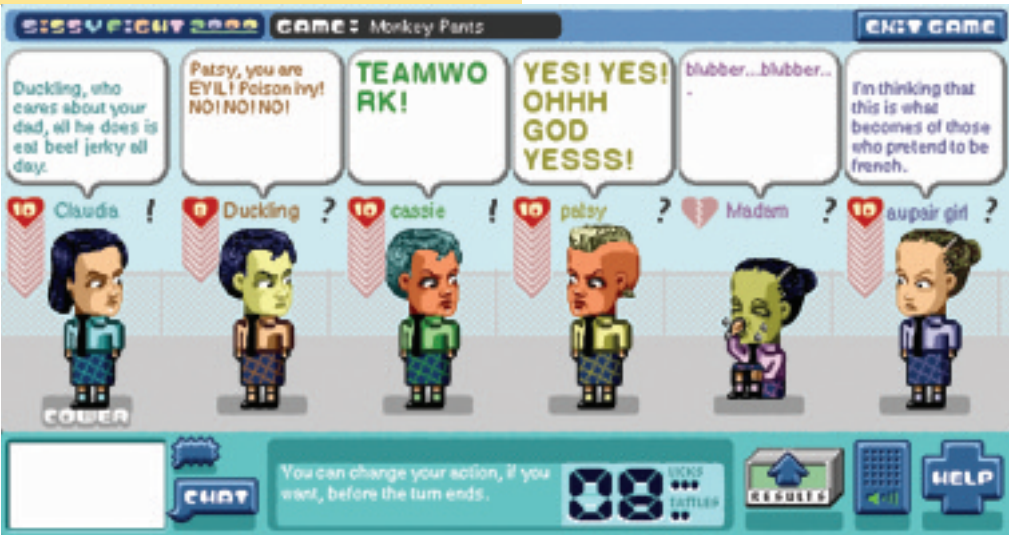 SISSYFIGHT 2000
GAME: Monkey Pants
EXIT GAME
Duckling, who
cares about your
dad, all he does is
eat beef jerky all
day.
Patsy, you are
EVIL! Poison ivy!
NO! NO! NO!
TEAMWO
RK!
YES! YES!
OHHH
GOD
YESSS!
blubber...blubber..
.
I'm thinking that
this is what
becomes of those
who pretend to be
french.
10 Claudia !
8 Duckling ?
10 cassie !
10 patsy ?
Madam ?
10 aupair girl ?
COWER
CHAT
You can change your action, if you
want, before the turn ends.
08
LICKS
TATTLES
RESULTS
HELP